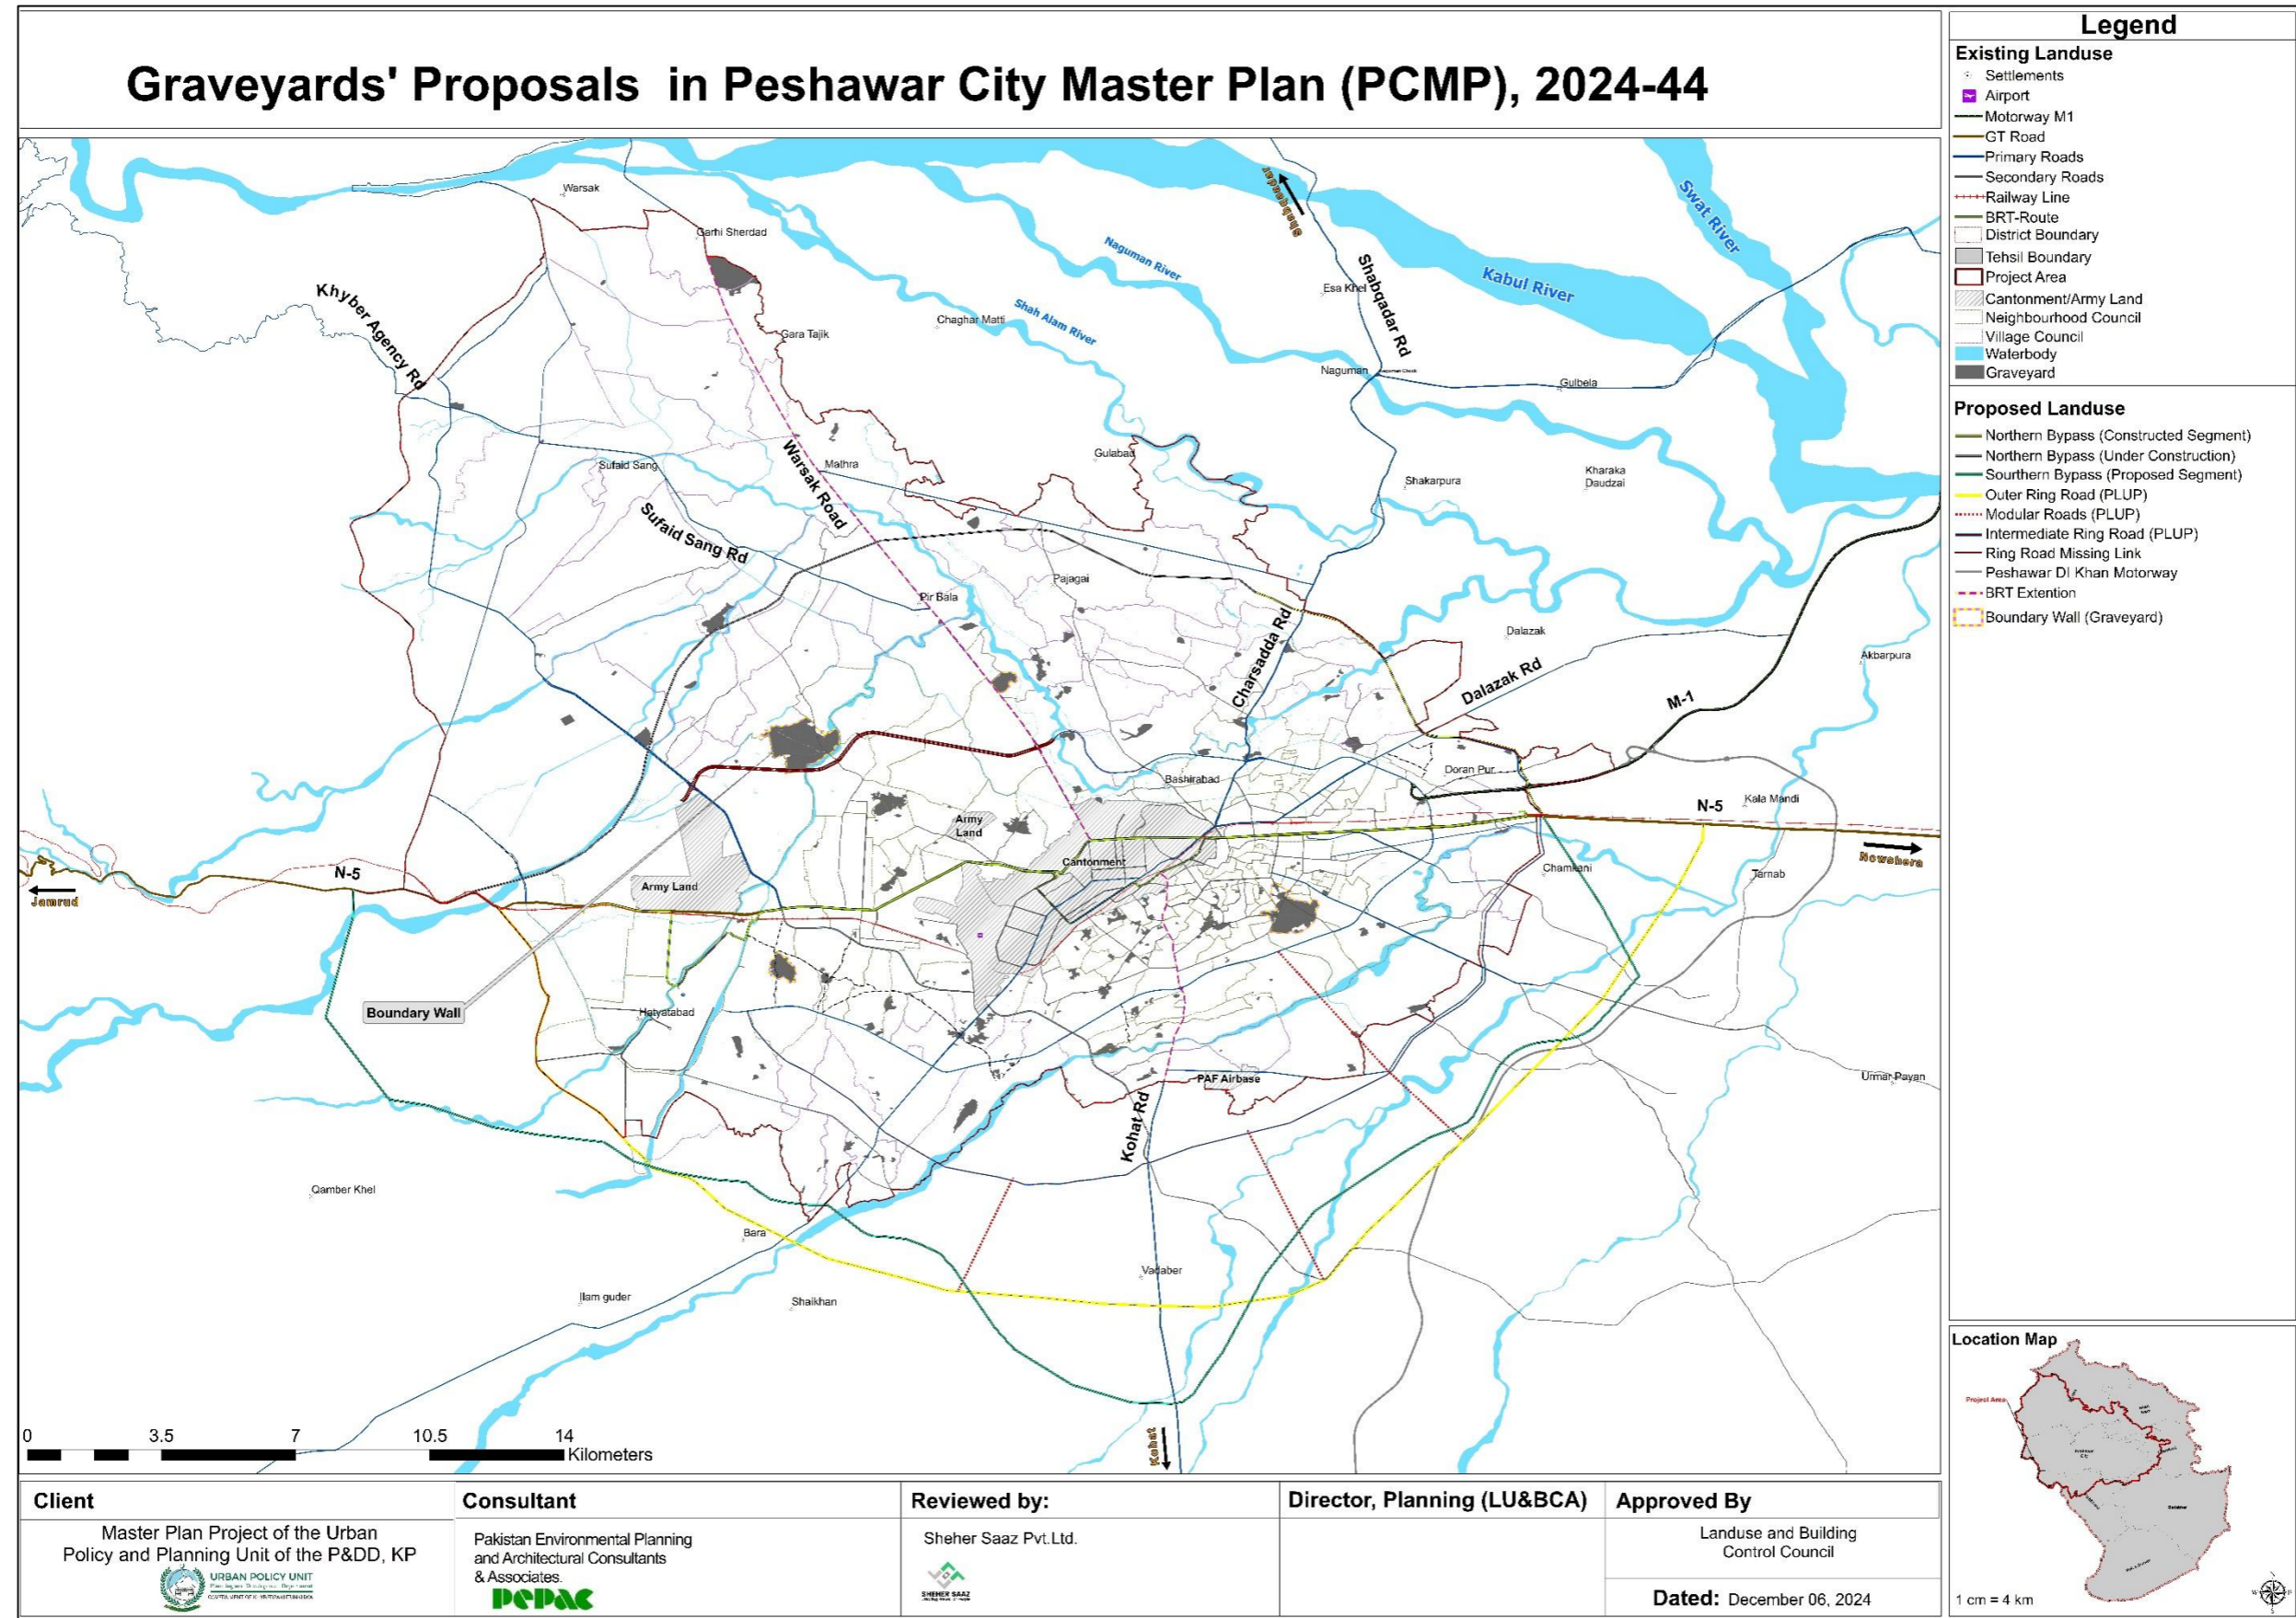 Graveyards' Proposals in Peshawar City Master Plan (PCMP), 2024-44
Legend
Existing Landuse
Settlements
Airport
Motorway M1
GT Road
Primary Roads
Secondary Roads
Railway Line
BRT-Route
District Boundary
Tehsil Boundary
Project Area
Cantonment/Army Land
Neighbourhood Council
Village Council
Waterbody
Graveyard
Proposed Landuse
Northern Bypass (Constructed Segment)
Northern Bypass (Under Construction)
Sourthern Bypass (Proposed Segment)
Outer Ring Road (PLUP)
Modular Roads (PLUP)
Intermediate Ring Road (PLUP)
Ring Road Missing Link
Peshawar DI Khan Motorway
BRT Extention
Boundary Wall (Graveyard)
Warsak
Garhi Sherdad
Shabqadar
Swat River
Naguman River
Kabul River
Khyber Agency Rd
Esa Khel
Shabqadar Rd
Shah Alam River
Chaghar Matti
Gara Tajik
Naguman
Gulbela
Sufaid Sang
Warsak Road
Mathra
Gulabad
Shakarpura
Kharaka
Daudzai
Sufaid Sang Rd
Pajagai
Pir Bala
Charsadda Rd
Dalazak
Dalazak Rd
Akbarpura
M-1
Doran Pur
Bashirabad
Army
Land
Kala Mandi
N-5
Nowshera
Cantonment
Chamkani
Tarnab
N-5
Jamrud
Army Land
Boundary Wall
Hatyatabad
PAF Airbase
Urmar Payan
Kohat Rd
Qamber Khel
Bara
Vadaber
Ilam guder
Shaikhan
Kohat
0 3.5 7 10.5 14
Kilometers
Location Map
Project Area
1 cm = 4 km
Client
Master Plan Project of the Urban
Policy and Planning Unit of the P&DD, KP
URBAN POLICY UNIT
Consultant
Pakistan Environmental Planning
and Architectural Consultants
& Associates.
PEPAC
Reviewed by:
Sheher Saaz Pvt.Ltd.
SHEHER SAAZ
Director, Planning (LU&BCA)
Approved By
Landuse and Building
Control Council
Dated: December 06, 2024